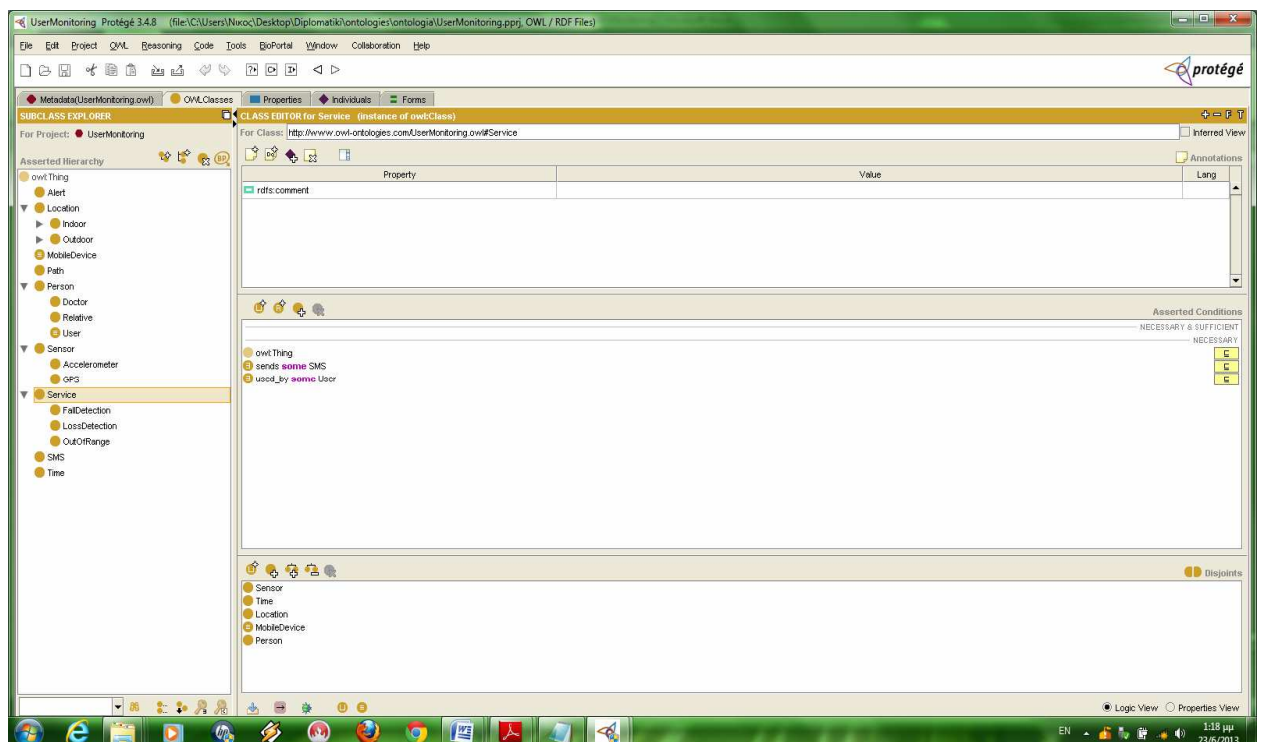 UserMonitoring Protégé 3.4.8 (file:\C:\Users\Νικος\Desktop\Diplomatiki\ontologies\ontologia\UserMonitoring.pprj, OWL / RDF Files)
File Edit Project OWL Reasoning Code Tools BioPortal Window Collaboration Help
protégé
Metadata(UserMonitoring.owl) OWLClasses Properties Individuals Forms
SUBCLASS EXPLORER
For Project: UserMonitoring
Asserted Hierarchy
owl:Thing
Alert
Location
Indoor
Outdoor
MobileDevice
Path
Person
Doctor
Relative
User
Sensor
Accelerometer
GPS
Service
FallDetection
LossDetection
OutOfRange
SMS
Time
CLASS EDITOR for Service (instance of owl:Class)
For Class: http://www.owl-ontologies.com/UserMonitoring.owl#Service
Inferred View
Annotations
Property Value Lang
rdfs:comment
Asserted Conditions
NECESSARY & SUFFICIENT
NECESSARY
owl:Thing
sends some SMS
used_by some User
Disjoints
Sensor
Time
Location
MobileDevice
Person
Logic View Properties View
EN 1:18 μμ
23/6/2013